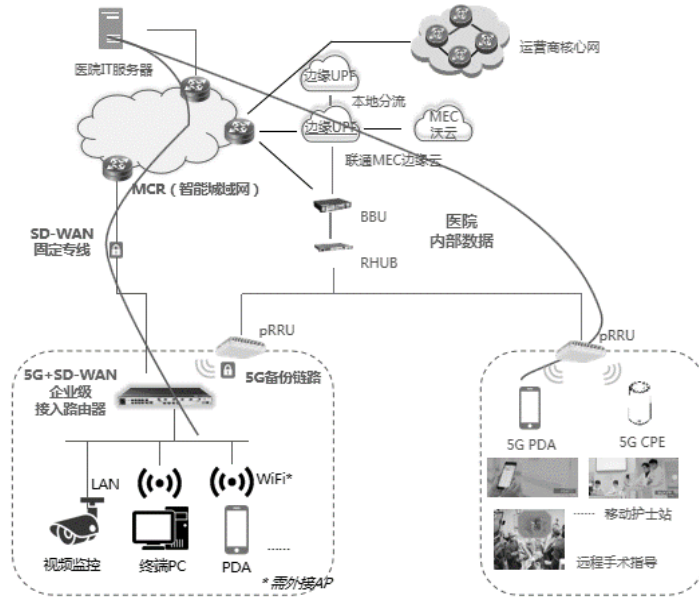 医院IT服务器
运营商核心网
边缘UPF
本地分流
边缘UPF
MEC
沃云
联通MEC边缘云
MCR（智能城域网）
BBU
医院
内部数据
SD-WAN
固定专线
RHUB
pRRU
pRRU
5G+SD-WAN
企业级
接入路由器
5G备份链路
5G PDA
5G CPE
LAN
WiFi*
...... 移动护士站
视频监控
终端PC
PDA
......
远程手术指导
*需外接AP